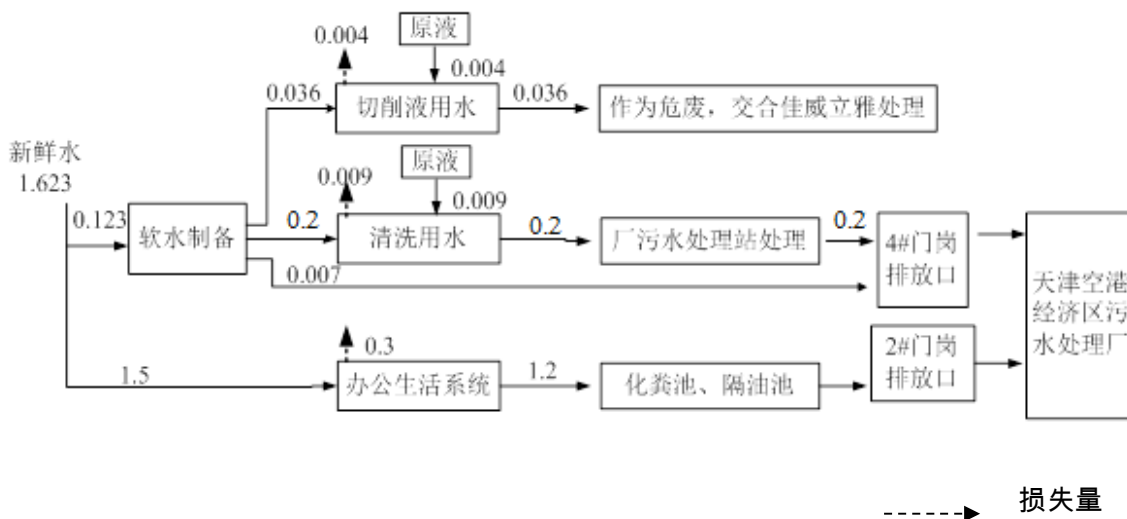 0.004
原液
0.004
0.036
切削液用水
0.036
作为危废，交合佳威立雅处理
新鲜水
1.623
原液
0.009
0.009
0.123
软水制备
0.2
清洗用水
0.2
厂污水处理站处理
0.2
4#门岗
排放口
0.007
天津空港
经济区污
水处理厂
0.3
1.5
办公生活系统
1.2
化粪池、隔油池
2#门岗
排放口
损失量